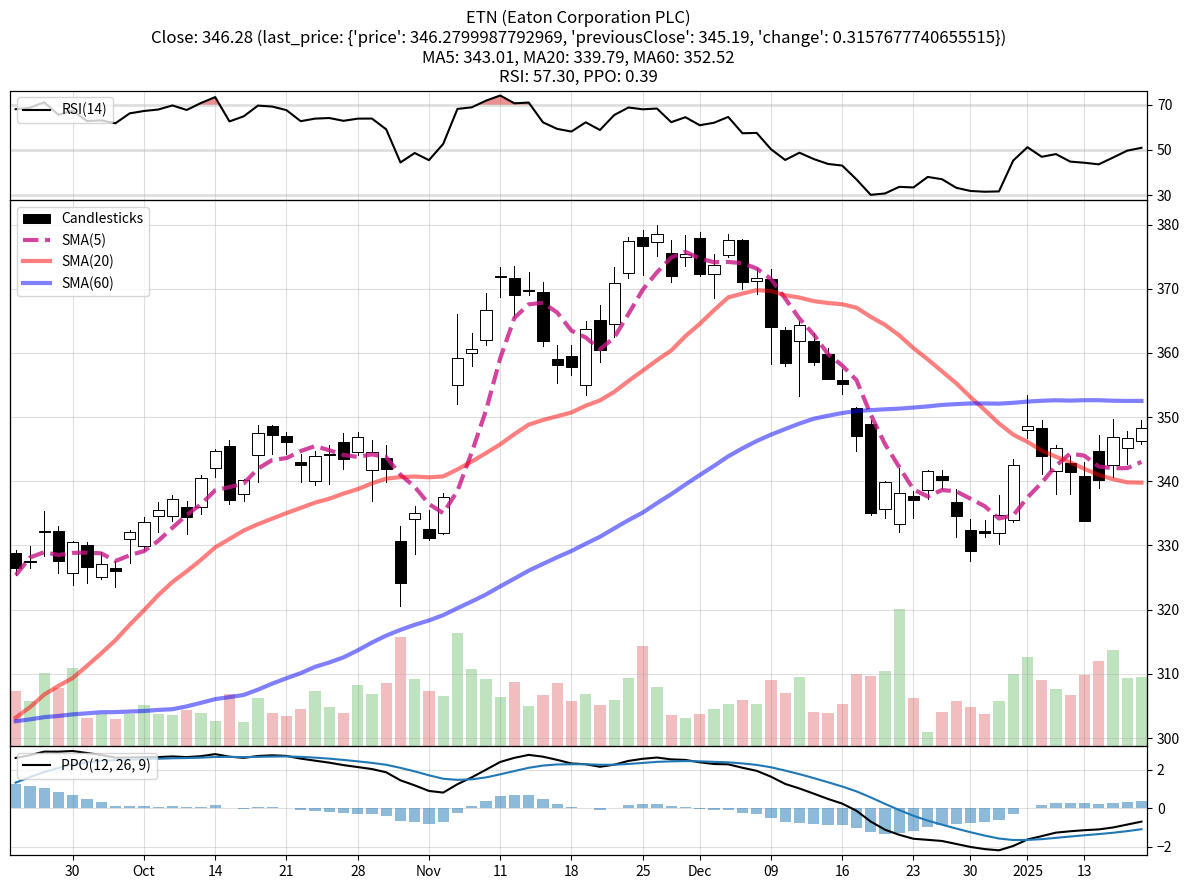 ETN (Eaton Corporation PLC)
Close: 346.28 (last_price: {'price': 346.2799987792969, 'previousClose': 345.19, 'change': 0.3157677740655515})
MA5: 343.01, MA20: 339.79, MA60: 352.52
RSI: 57.30, PPO: 0.39
RSI(14)
70
50
30
Candlesticks
SMA(5)
SMA(20)
SMA(60)
380
370
360
350
340
330
320
310
300
PPO(12, 26, 9)
2
0
−2
30 Oct 14 21 28 Nov 11 18 25 Dec 09 16 23 30 2025 13